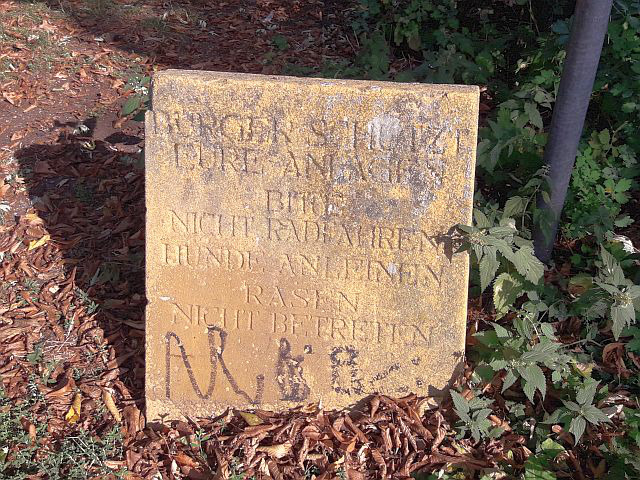 BÜRGER SCHÜTZT
EURE ANLAGEN
BITTE
NICHT RADFAHREN
HUNDE ANLEINEN
RASEN
NICHT BETRETEN